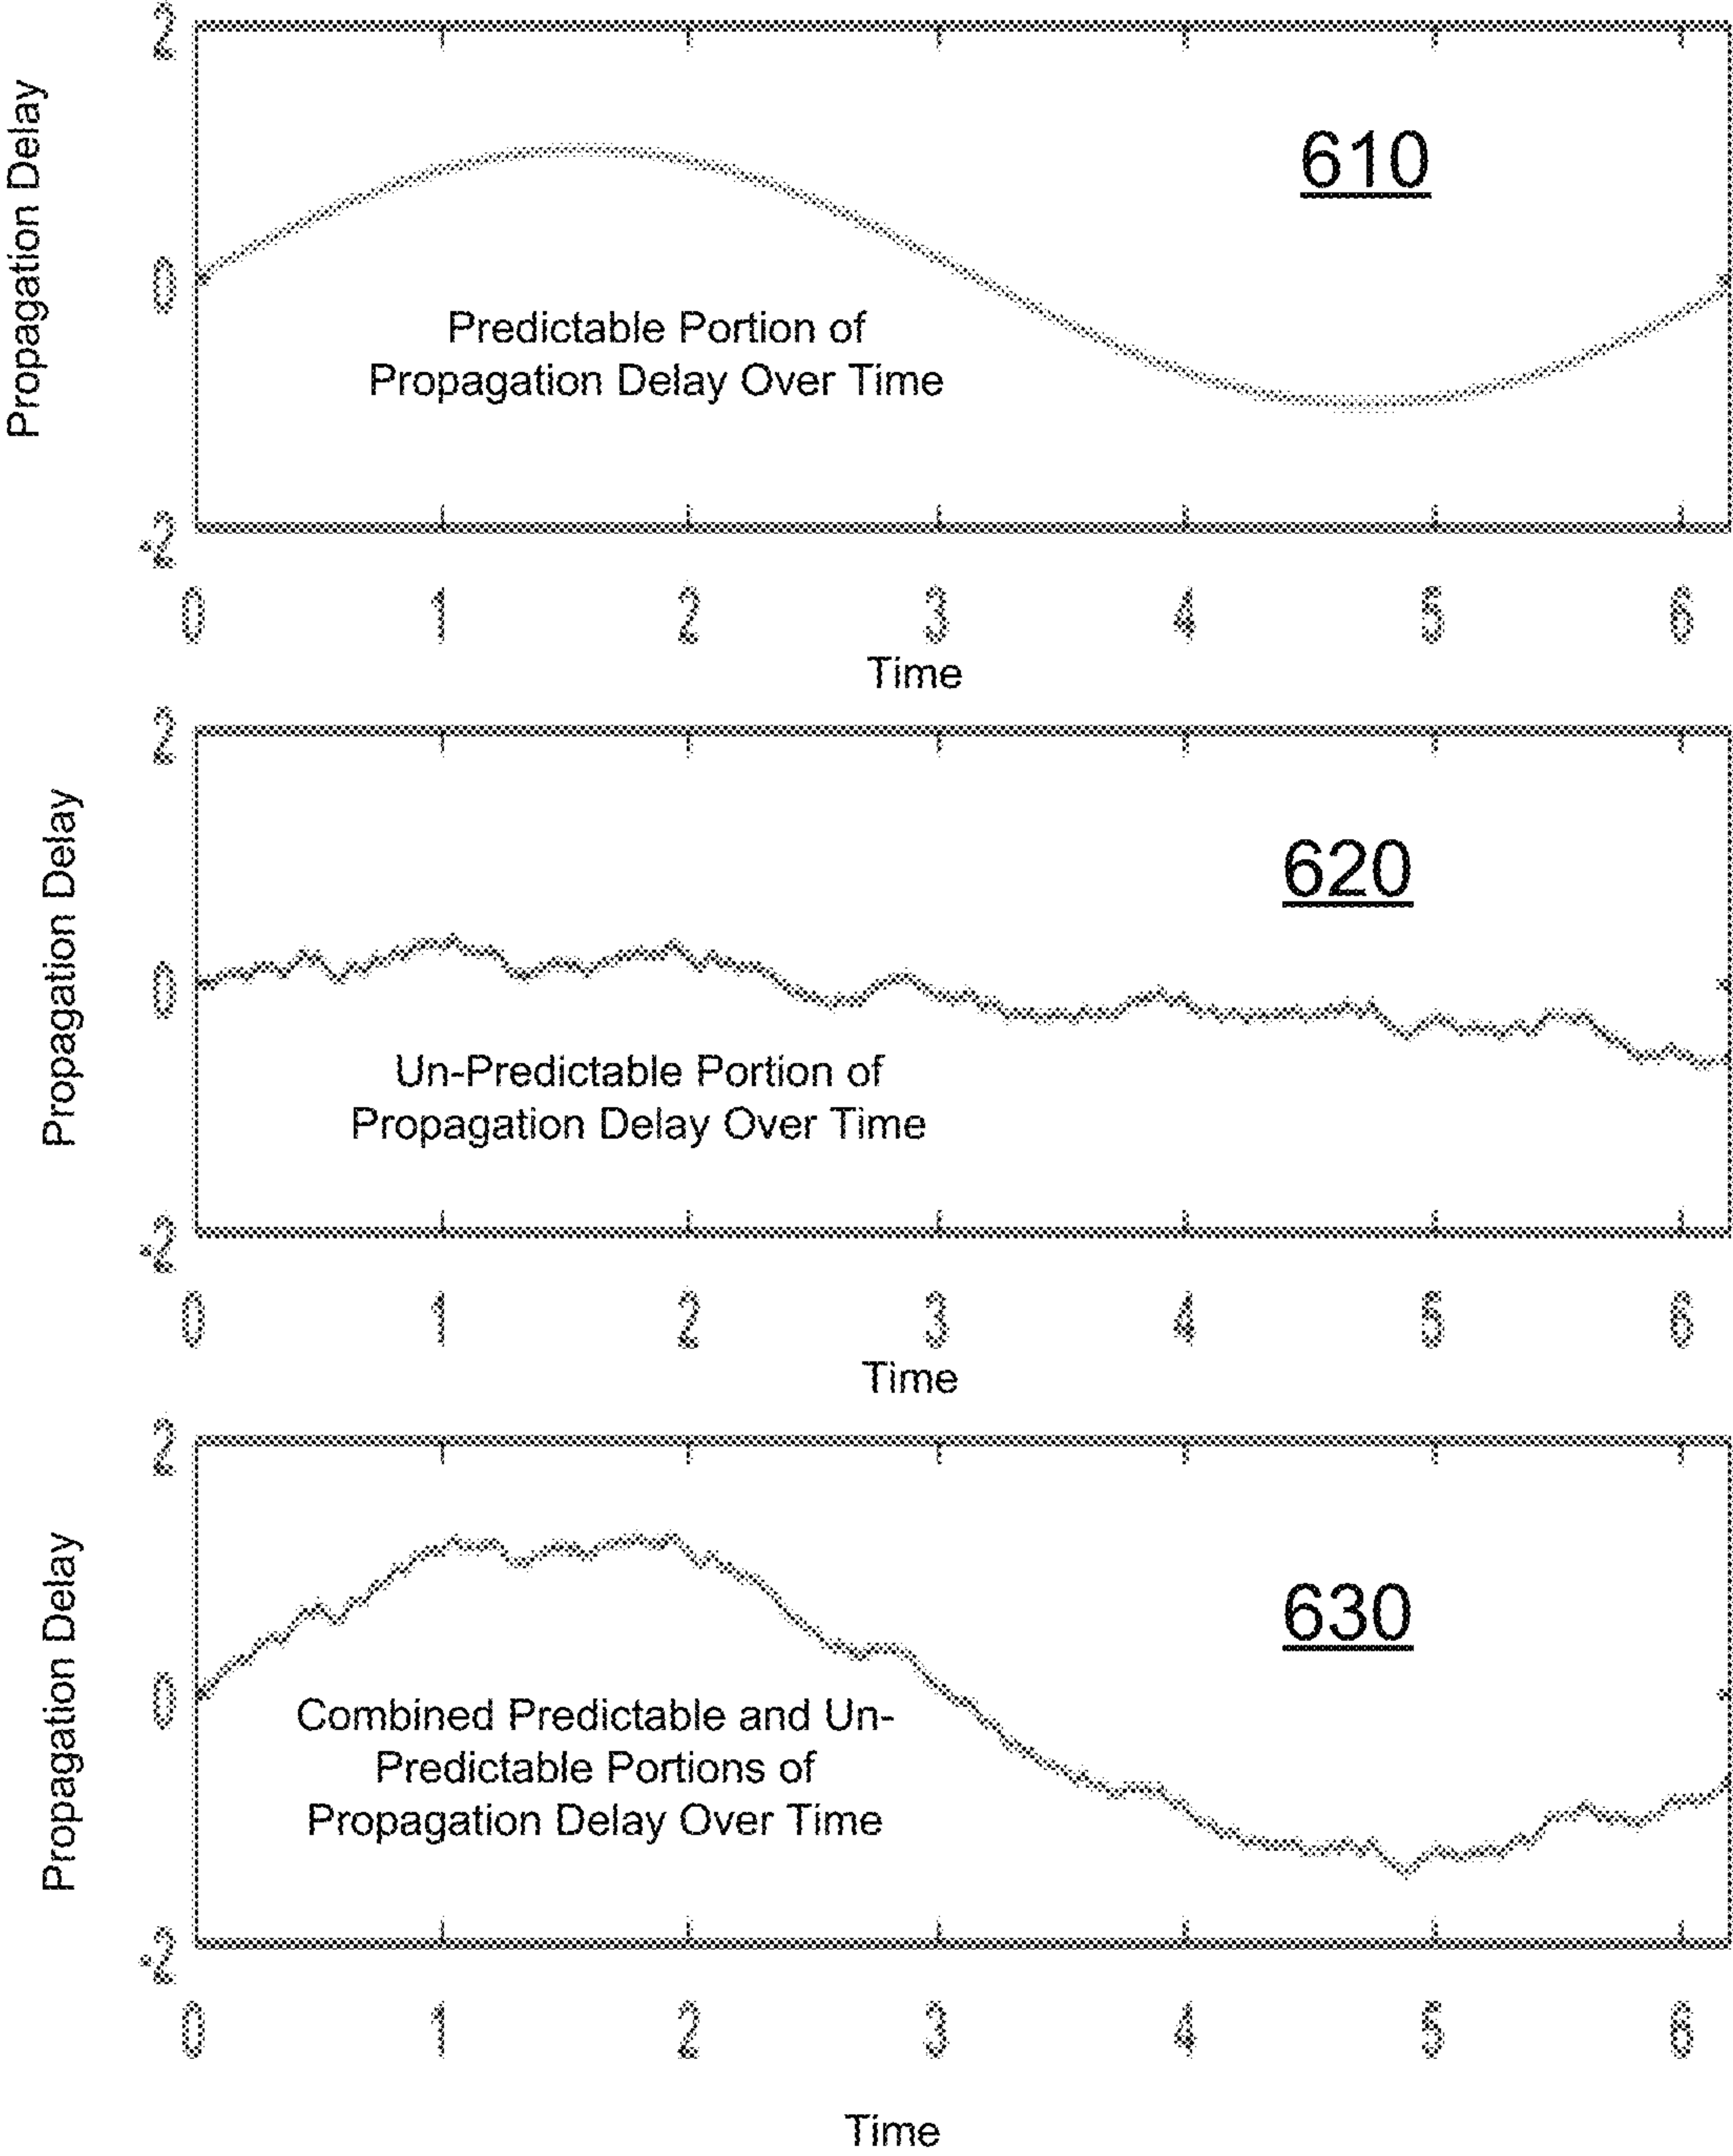 2
610
Propagation Delay
0
Predictable Portion of
Propagation Delay Over Time
-2
0 1 2 3 4 5 6
Time
2
620
Propagation Delay
0
Un-Predictable Portion of
Propagation Delay Over Time
-2
0 1 2 3 4 5 6
Time
2
630
Propagation Delay
0
Combined Predictable and Un-
Predictable Portions of
Propagation Delay Over Time
-2
0 1 2 3 4 5 6
Time